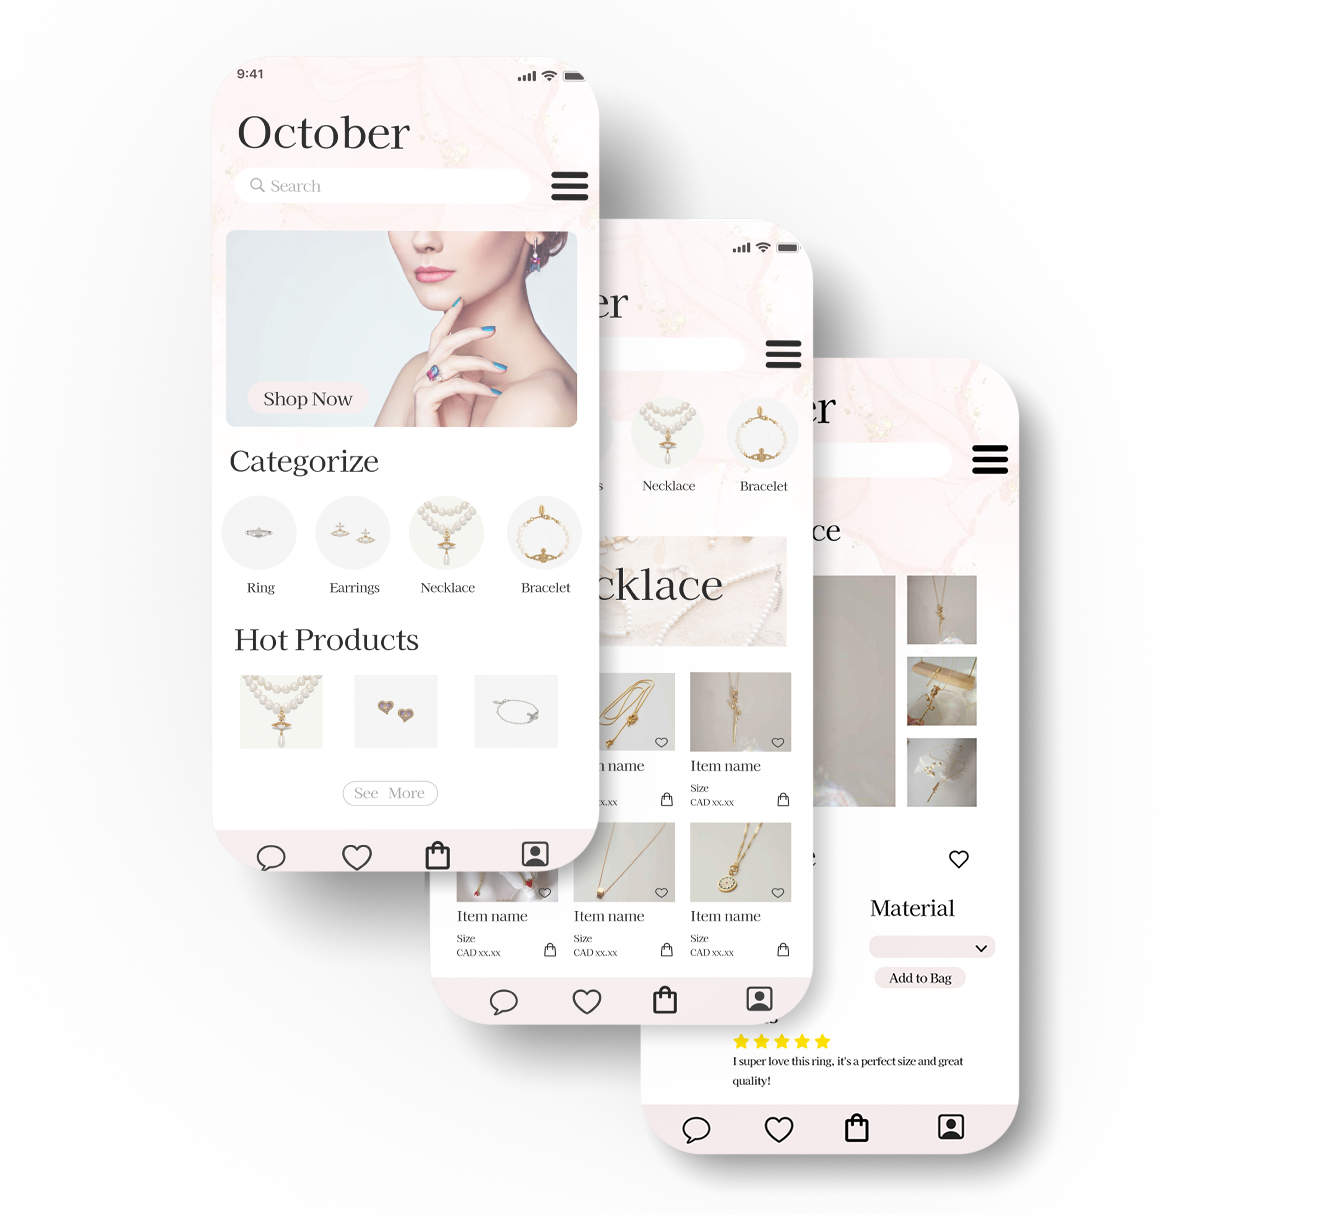 9:41
October
Search
Shop Now
Categorize
Ring
Earrings
Necklace
Bracelet
Hot Products
See More
er
s
Necklace
Bracelet
cklace
n name
Item name
Size
x.xx
CAD xx.xx
Item name
Item name
Item name
Size
Size
Size
CAD xx.xx
CAD xx.xx
CAD xx.xx
er
ce
e
Material
Add to Bag
I super love this ring, it's a perfect size and great
quality!